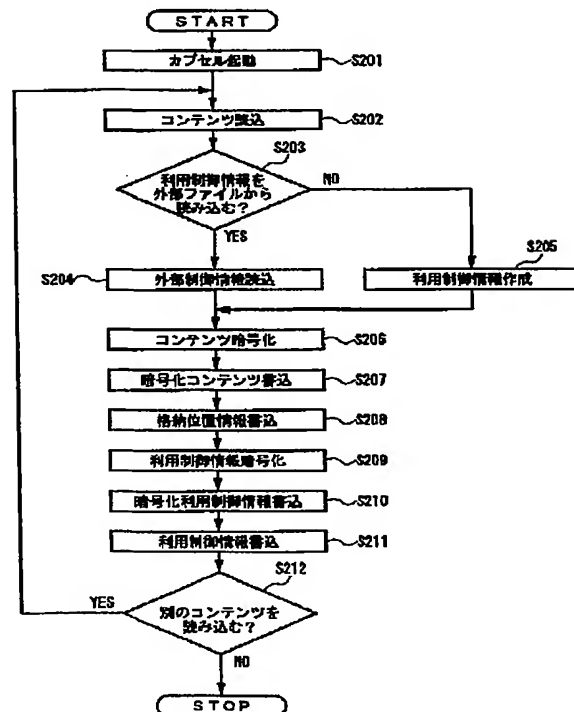 START
カプセル起動
S201
コンテンツ読込
S202
S203
利用制御情報を
外部ファイルから
読み込む?
NO
YES
S204
外部制御情報読込
S205
利用制御情報作成
コンテンツ暗号化
S206
暗号化コンテンツ書込
S207
格納位置情報書込
S208
利用制御情報暗号化
S209
暗号化利用制御情報書込
S210
利用制御情報書込
S211
S212
YES
別のコンテンツを
読み込む?
NO
STOP